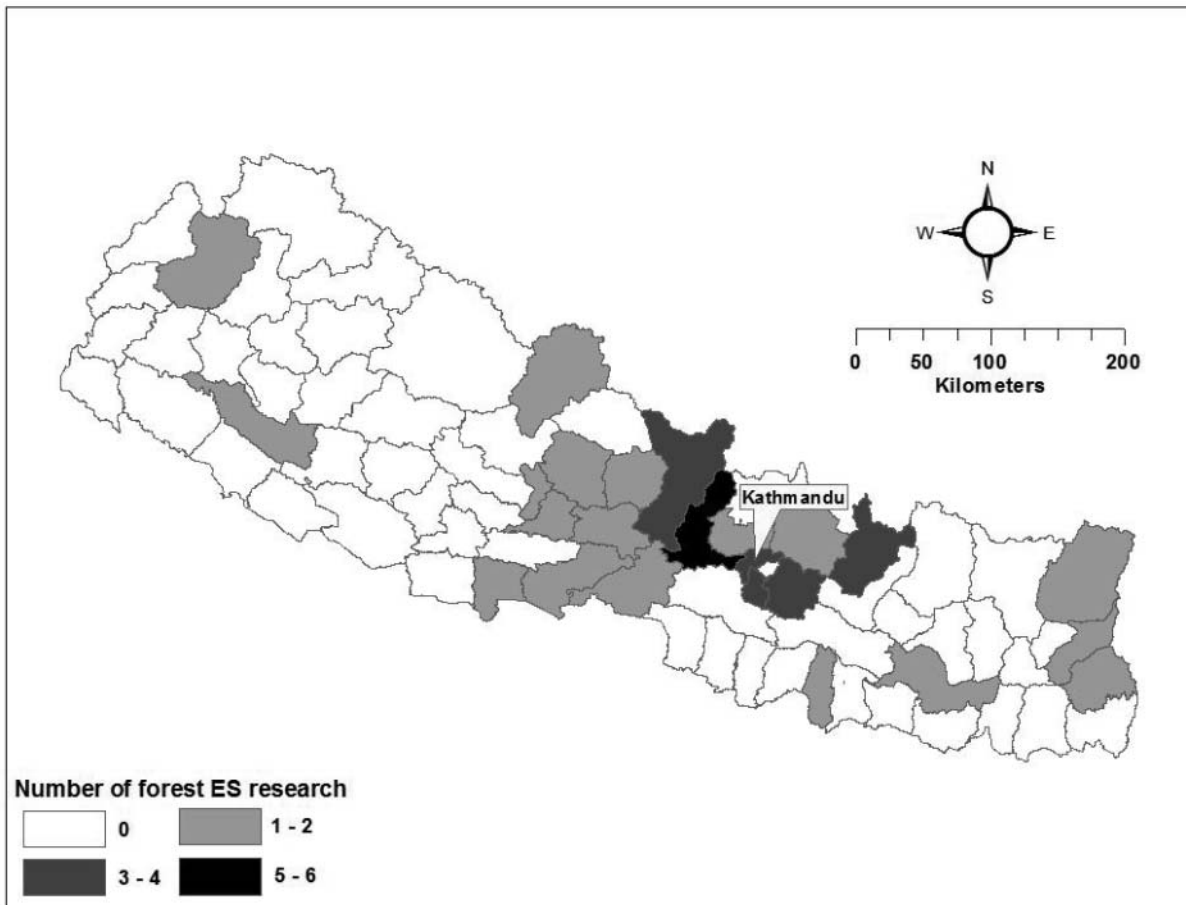 N
W E
S
0 50 100 200
Kilometers
Kathmandu
Number of forest ES research
0 1 - 2
3 - 4 5 - 6